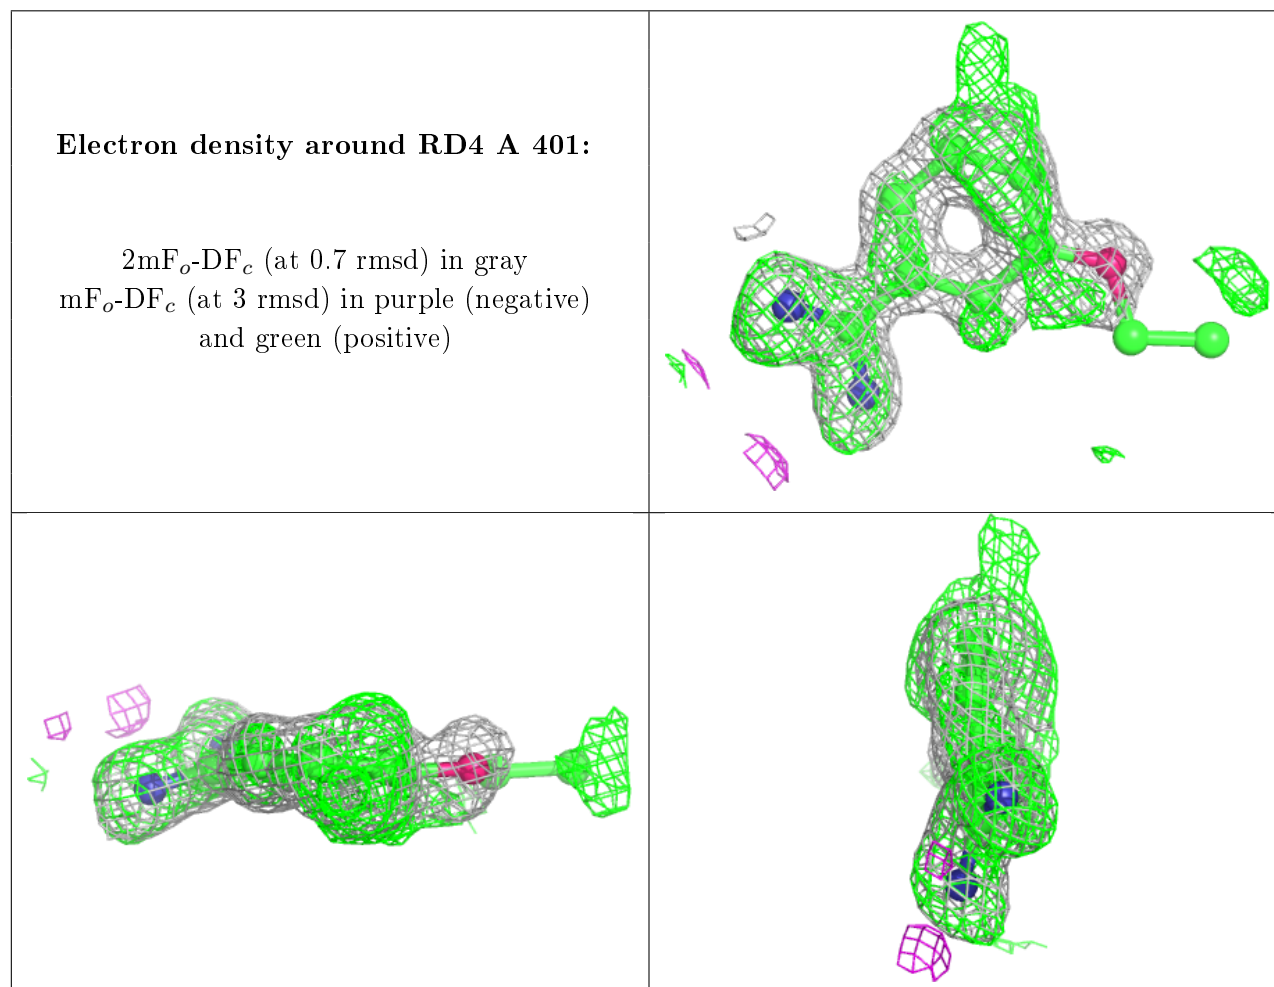 Electron density around RD4 A 401:
2mFo-DFc (at 0.7 rmsd) in gray
mFo-DFc (at 3 rmsd) in purple (negative)
and green (positive)